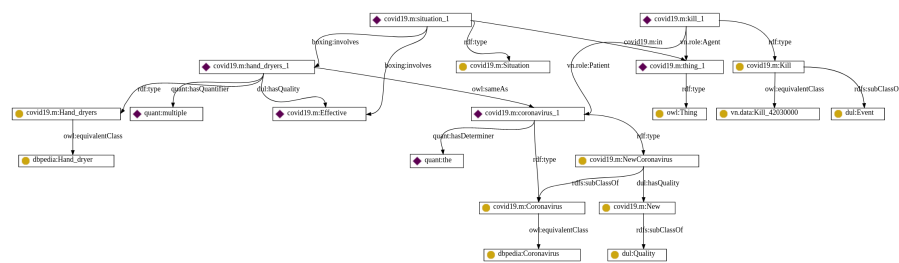 covid19.m:situation_1
covid19.m:kill_1
boxing:involves
rdf:type
covid19.m:in
vn.role:Agent
rdf:type
covid19.m:hand_dryers_1
boxing:involves
covid19.m:Situation
vn.role:Patient
covid19.m:thing_1
covid19.m:Kill
rdf:type
quant:hasQuantifier
dul:hasQuality
owl:sameAs
rdf:type
owl:equivalentClass
rdfs:subClassO
covid19.m:Hand_dryers
quant:multiple
covid19.m:Effective
covid19.m:coronavirus_1
owl:Thing
vn.data:Kill_42030000
dul:Event
owl:equivalentClass
quant:hasDeterminer
rdf:type
dbpedia:Hand_dryer
quant:the
rdf:type
covid19.m:NewCoronavirus
rdfs:subClassOf
dul:hasQuality
covid19.m:Coronavirus
covid19.m:New
owl:equivalentClass
rdfs:subClassOf
dbpedia:Coronavirus
dul:Quality